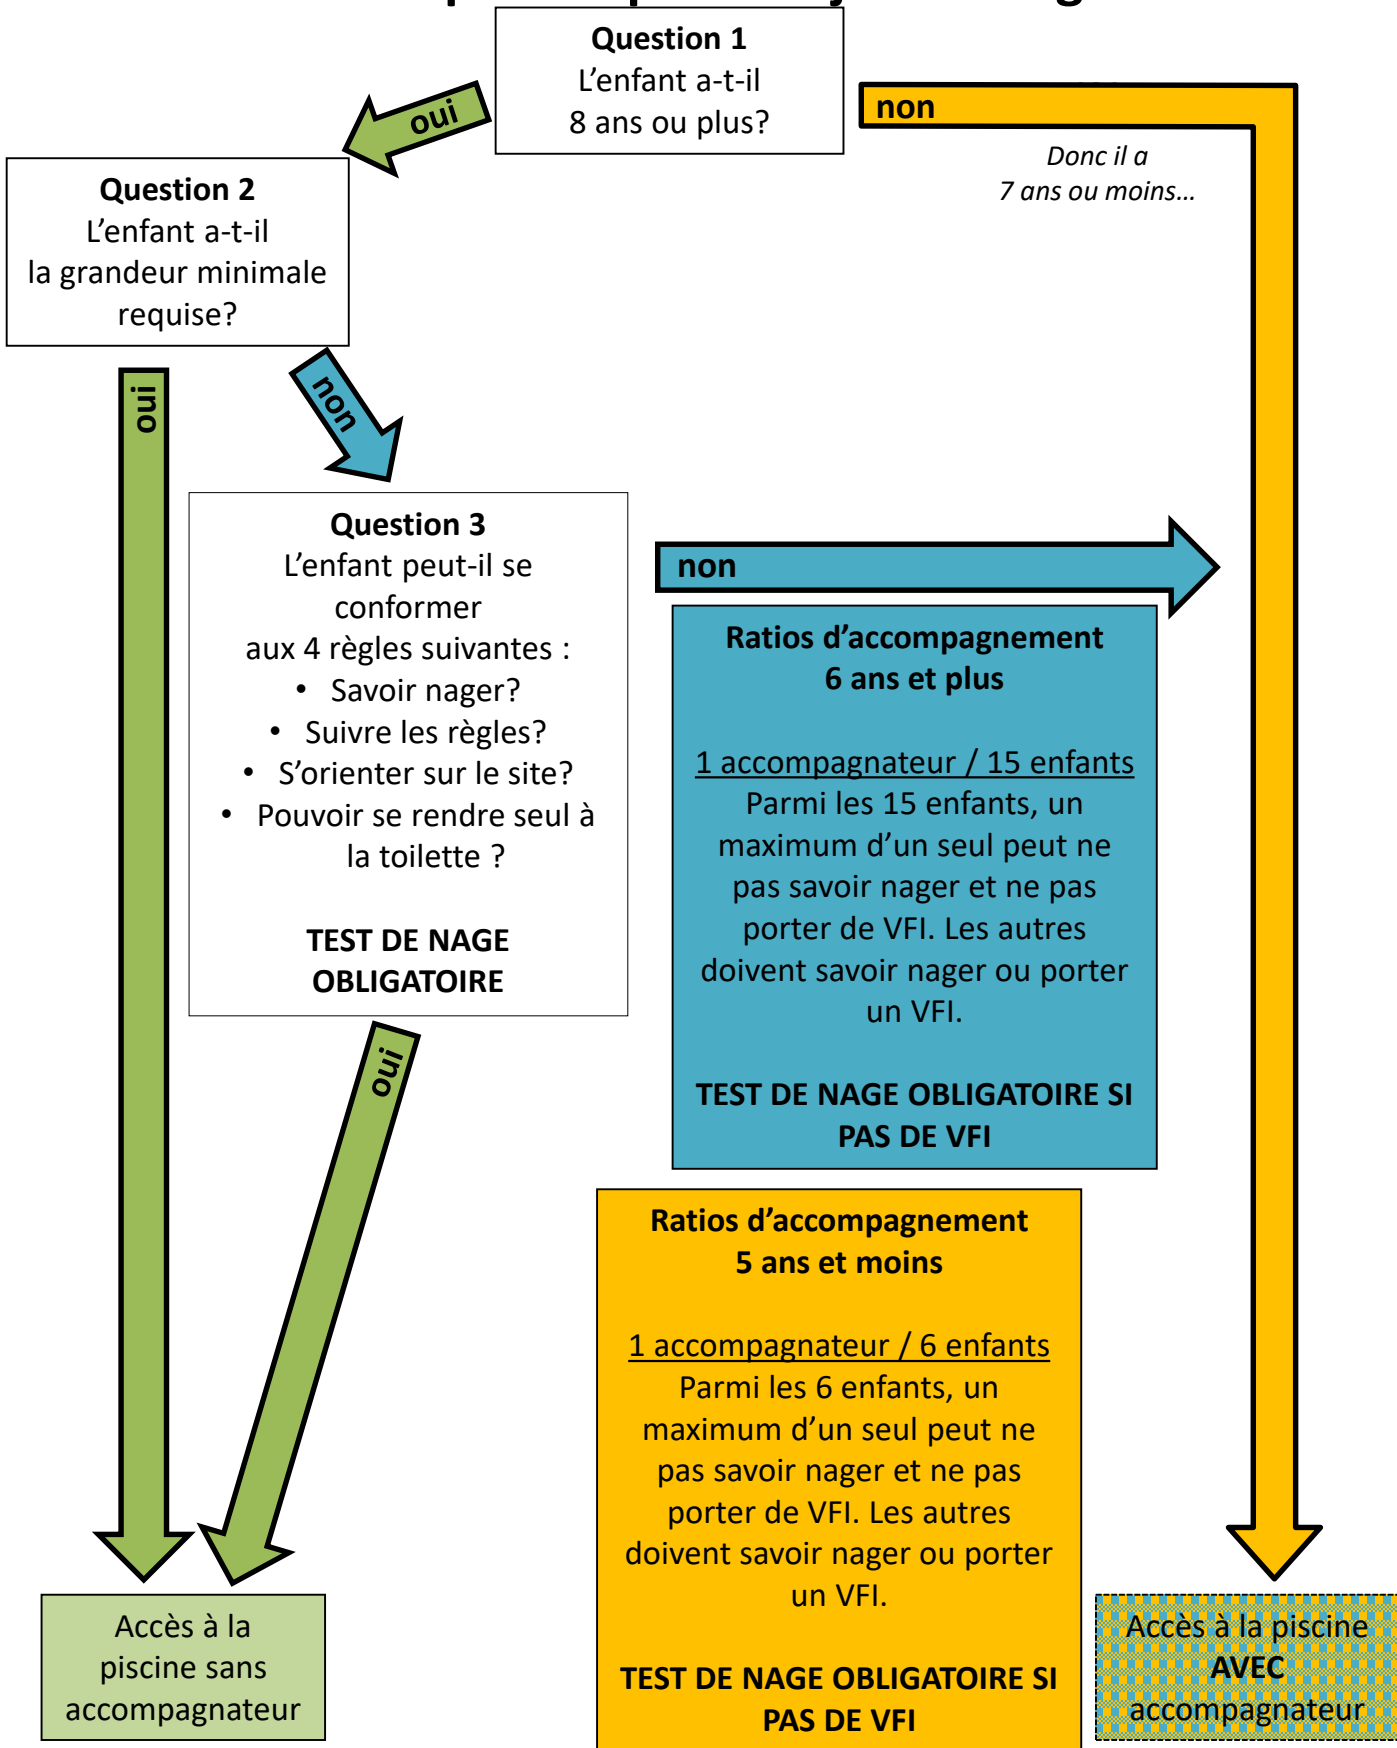 Question 1
L'enfant a-t-il
8 ans ou plus?
oui
non
Donc il a
7 ans ou moins…
Question 2
L'enfant a-t-il
la grandeur minimale
requise?
oui
non
Question 3
L'enfant peut-il se
conformer
aux 4 règles suivantes :
• Savoir nager?
• Suivre les règles?
• S'orienter sur le site?
• Pouvoir se rendre seul à
la toilette ?
TEST DE NAGE
OBLIGATOIRE
non
Ratios d'accompagnement
6 ans et plus
1 accompagnateur / 15 enfants
Parmi les 15 enfants, un
maximum d'un seul peut ne
pas savoir nager et ne pas
porter de VFI. Les autres
doivent savoir nager ou porter
un VFI.
TEST DE NAGE OBLIGATOIRE SI
PAS DE VFI
oui
Ratios d'accompagnement
5 ans et moins
1 accompagnateur / 6 enfants
Parmi les 6 enfants, un
maximum d'un seul peut ne
pas savoir nager et ne pas
porter de VFI. Les autres
doivent savoir nager ou porter
un VFI.
TEST DE NAGE OBLIGATOIRE SI
PAS DE VFI
Accès à la
piscine sans
accompagnateur
Accès à la piscine
AVEC
accompagnateur